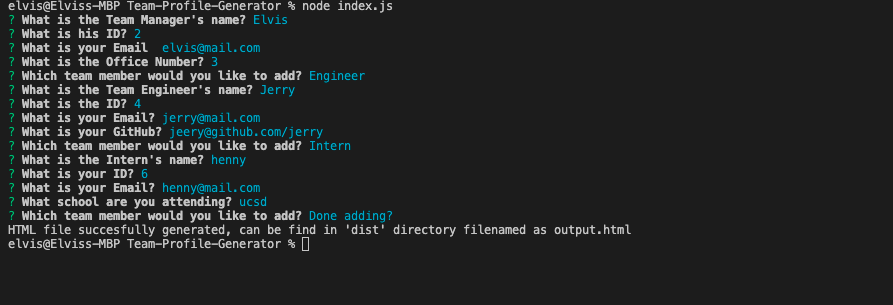 elvis@Elviss-MBP Team-Profile-Generator % node index.js
? What is the Team Manager's name? Elvis
? What is his ID? 2
? What is your Email  elvis@mail.com
? What is the Office Number? 3
? Which team member would you like to add? Engineer
? What is the Team Engineer's name? Jerry
? What is the ID? 4
? What is your Email? jerry@mail.com
? What is your GitHub? jeery@github.com/jerry
? Which team member would you like to add? Intern
? What is the Intern's name? henny
? What is your ID? 6
? What is your Email? henny@mail.com
? What school are you attending? ucsd
? Which team member would you like to add? Done adding?
HTML file succesfully generated, can be find in 'dist' directory filenamed as output.html
elvis@Elviss-MBP Team-Profile-Generator %